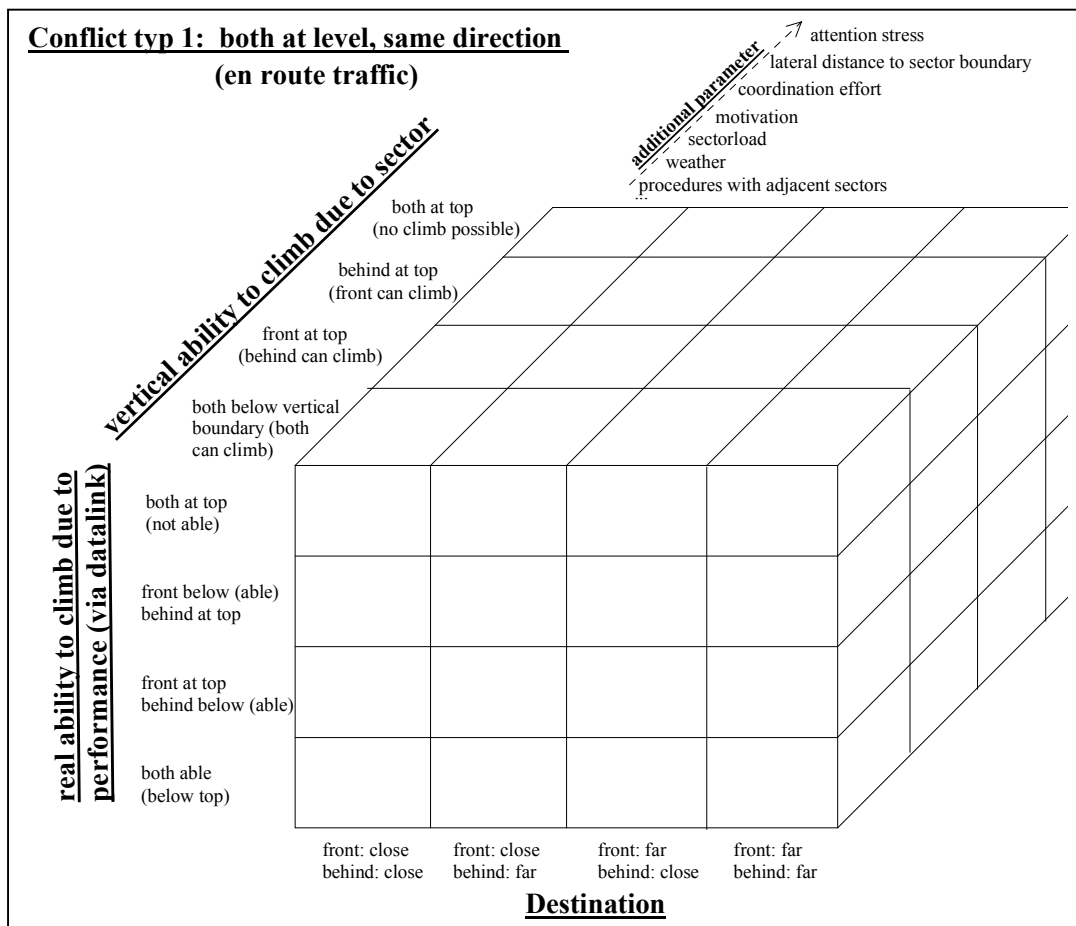 Conflict typ 1: both at level, same direction
(en route traffic)
additional parameter
attention stress
lateral distance to sector boundary
coordination effort
motivation
sectorload
weather
procedures with adjacent sectors
...
vertical ability to climb due to sector
both at top
(no climb possible)
behind at top
(front can climb)
front at top
(behind can climb)
both below vertical
boundary (both
can climb)
real ability to climb due to
performance (via datalink)
both at top
(not able)
front below (able)
behind at top
front at top
behind below (able)
both able
(below top)
front: close
behind: close
front: close
behind: far
front: far
behind: close
front: far
behind: far
Destination